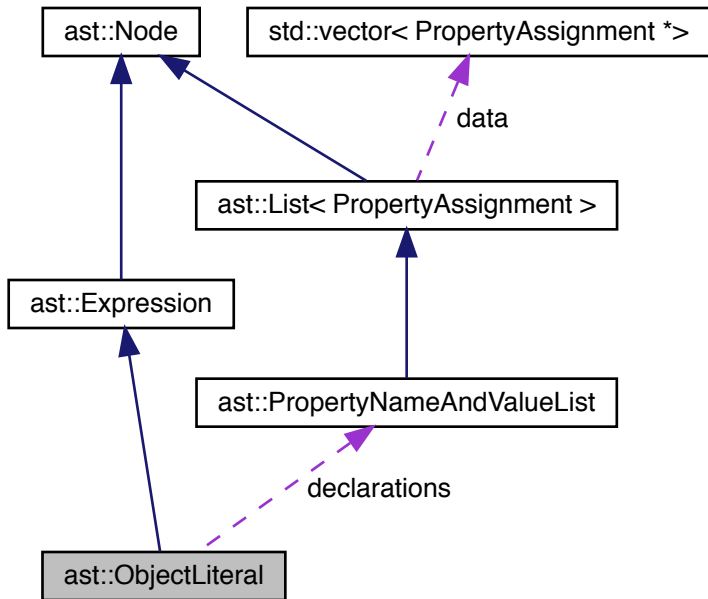 ast::Node
std::vector< PropertyAssignment *>
data
ast::List< PropertyAssignment >
ast::Expression
ast::PropertyNameAndValueList
declarations
ast::ObjectLiteral